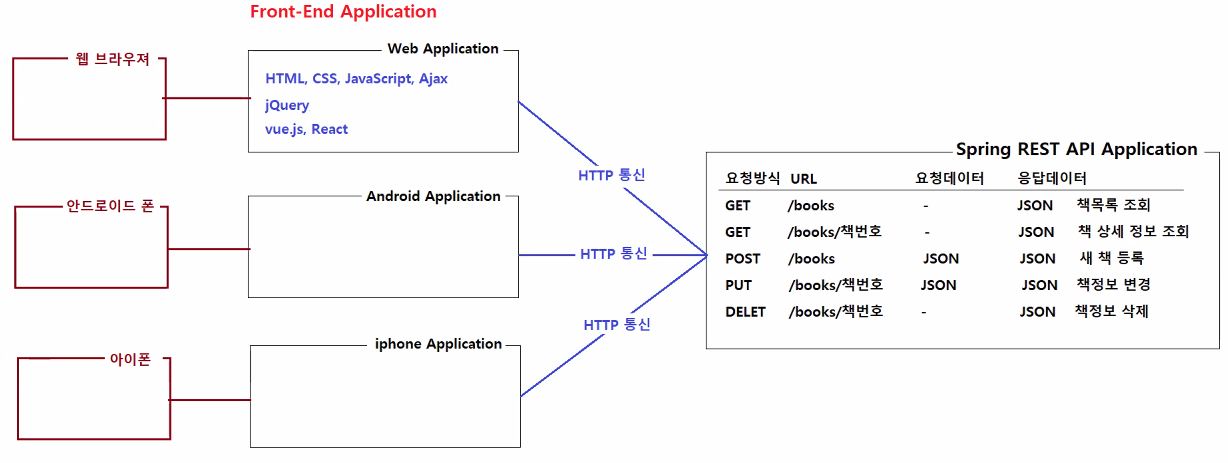 Front-End Application
웹 브라우져
Web Application
HTML, CSS, JavaScript, Ajax
jQuery
vue.js, React
안드로이드 폰
Android Application
아이폰
iphone Application
HTTP 통신
HTTP 통신
HTTP 통신
Spring REST API Application
요청방식 URL 요청데이터 응답데이터
GET /books - JSON 책목록 조회
GET /books/책번호 - JSON 책 상세 정보 조회
POST /books JSON JSON 새 책 등록
PUT /books/책번호 JSON JSON 책정보 변경
DELET /books/책번호 - JSON 책정보 삭제